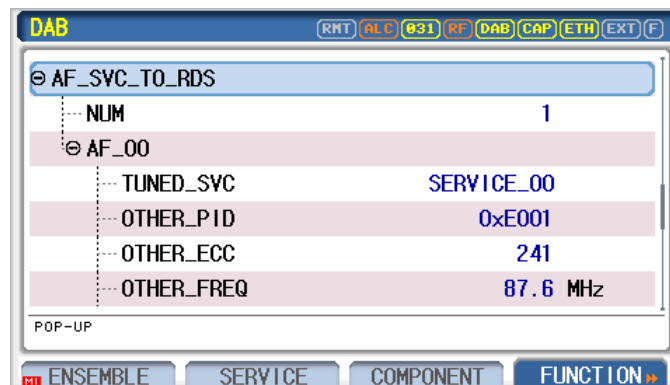 DAB RMT ALC 031 RF DAB CAP ETH EXT F
AF_SVC_TO_RDS
NUM 1
AF_00
TUNED_SVC SERVICE_00
OTHER_PID 0xE001
OTHER_ECC 241
OTHER_FREQ 87.6 MHz
POP-UP
ENSEMBLE SERVICE COMPONENT FUNCTION